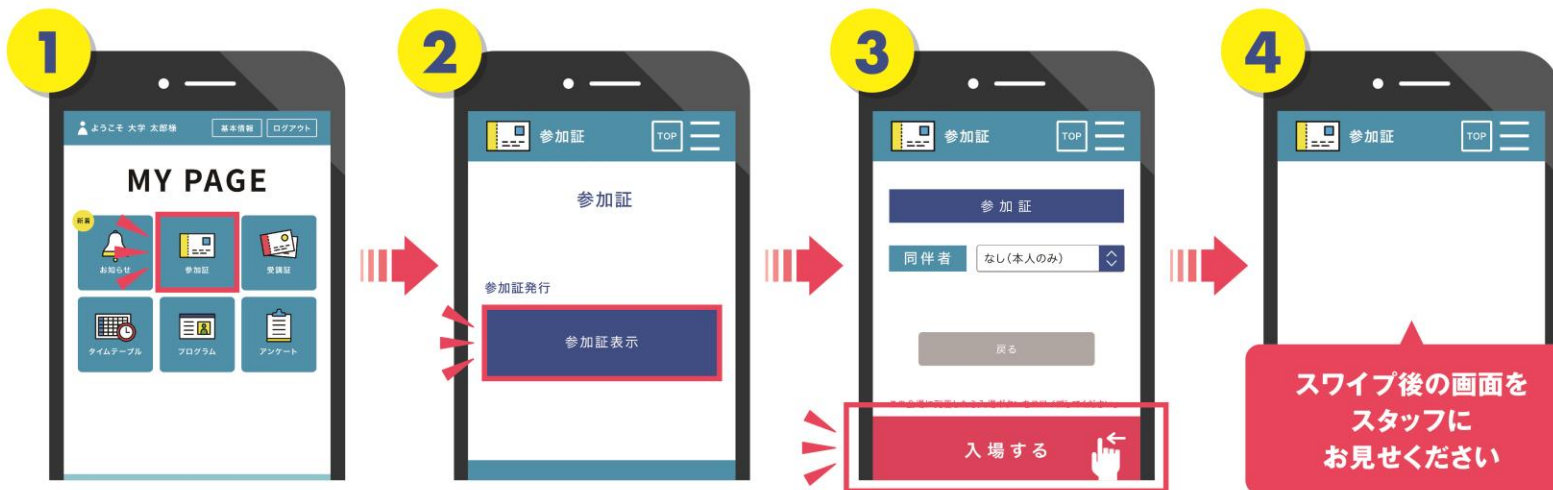 1
ようこそ 大学 太郎様
基本情報
ログアウト
MY PAGE
新着
お知らせ
参加証
受講証
タイムテーブル
プログラム
アンケート
2
参加証
TOP
参加証
参加証発行
参加証表示
3
参加証
TOP
参加証
同伴者
なし(本人のみ)
戻る
入場する
4
参加証
TOP
スワイプ後の画面を
スタッフに
お見せください